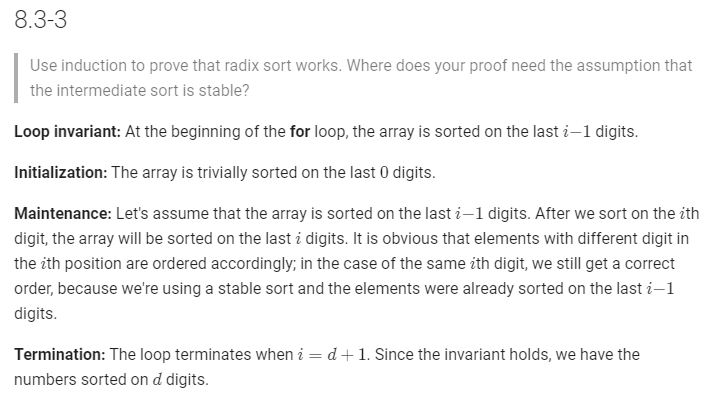 8.3-3
Use induction to prove that radix sort works. Where does your proof need the assumption that
the intermediate sort is stable?
Loop invariant: At the beginning of the for loop, the array is sorted on the last i−1 digits.
Initialization: The array is trivially sorted on the last 0 digits.
Maintenance: Let's assume that the array is sorted on the last i−1 digits. After we sort on the ith
digit, the array will be sorted on the last i digits. It is obvious that elements with different digit in
the ith position are ordered accordingly; in the case of the same ith digit, we still get a correct
order, because we're using a stable sort and the elements were already sorted on the last i−1
digits.
Termination: The loop terminates when i = d + 1. Since the invariant holds, we have the
numbers sorted on d digits.